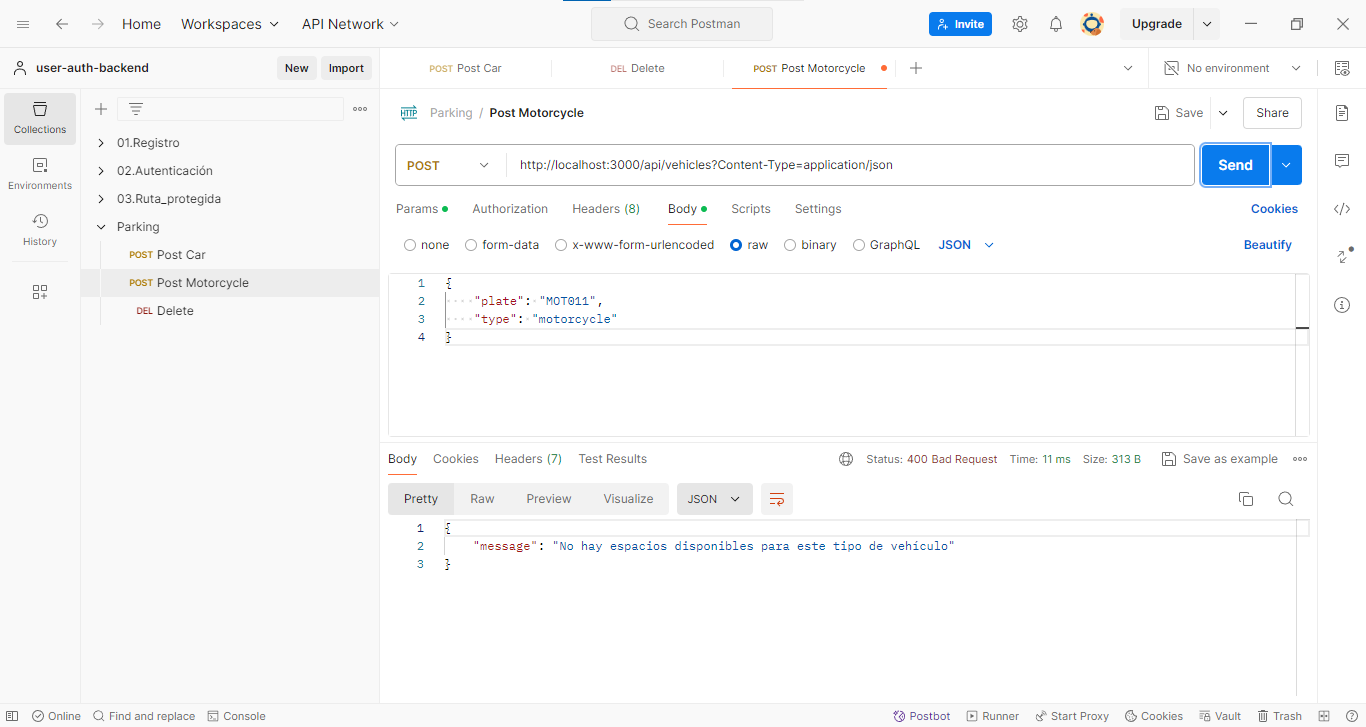 Home Workspaces API Network Search Postman Invite Upgrade
user-auth-backend New Import
POST Post Car DEL Delete POST Post Motorcycle No environment
Collections
Environments
History
01.Registro
02.Autenticación
03.Ruta_protegida
Parking
POST Post Car
POST Post Motorcycle
DEL Delete
HTTP Parking / Post Motorcycle Save Share
POST http://localhost:3000/api/vehicles?Content-Type=application/json Send
Params Authorization Headers (8) Body Scripts Settings Cookies
none form-data x-www-form-urlencoded raw binary GraphQL JSON Beautify
1 {
2 "plate": "MOT011",
3 "type": "motorcycle"
4 }
Body Cookies Headers (7) Test Results Status: 400 Bad Request Time: 11 ms Size: 313 B Save as example
Pretty Raw Preview Visualize JSON
1 {
2 "message": "No hay espacios disponibles para este tipo de vehículo"
3 }
Online Find and replace Console Postbot Runner Start Proxy Cookies Vault Trash